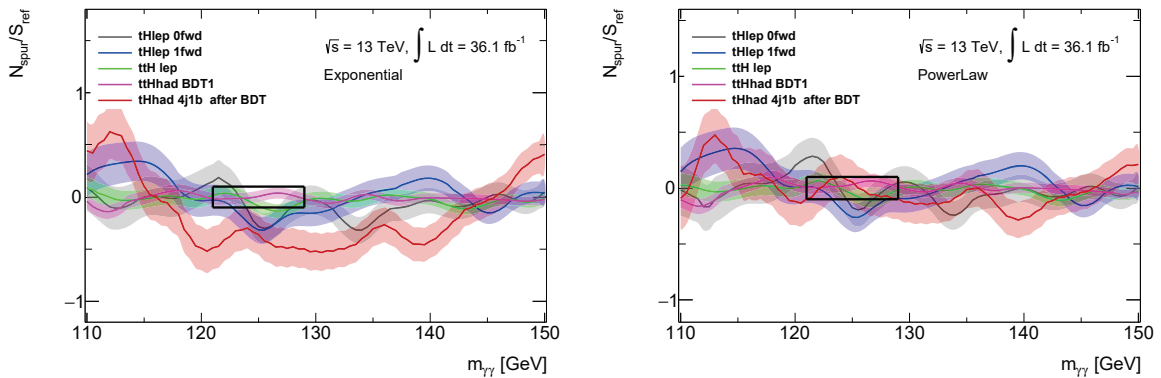 N_spur/S_ref
1
0
−1
tHlep 0fwd
tHlep 1fwd
ttH lep
ttHhad BDT1
tHhad 4j1b after BDT
√s = 13 TeV, ∫ L dt = 36.1 fb⁻¹
Exponential
110 120 130 140 150
m_γγ [GeV]
N_spur/S_ref
1
0
−1
tHlep 0fwd
tHlep 1fwd
ttH lep
ttHhad BDT1
tHhad 4j1b after BDT
√s = 13 TeV, ∫ L dt = 36.1 fb⁻¹
PowerLaw
110 120 130 140 150
m_γγ [GeV]